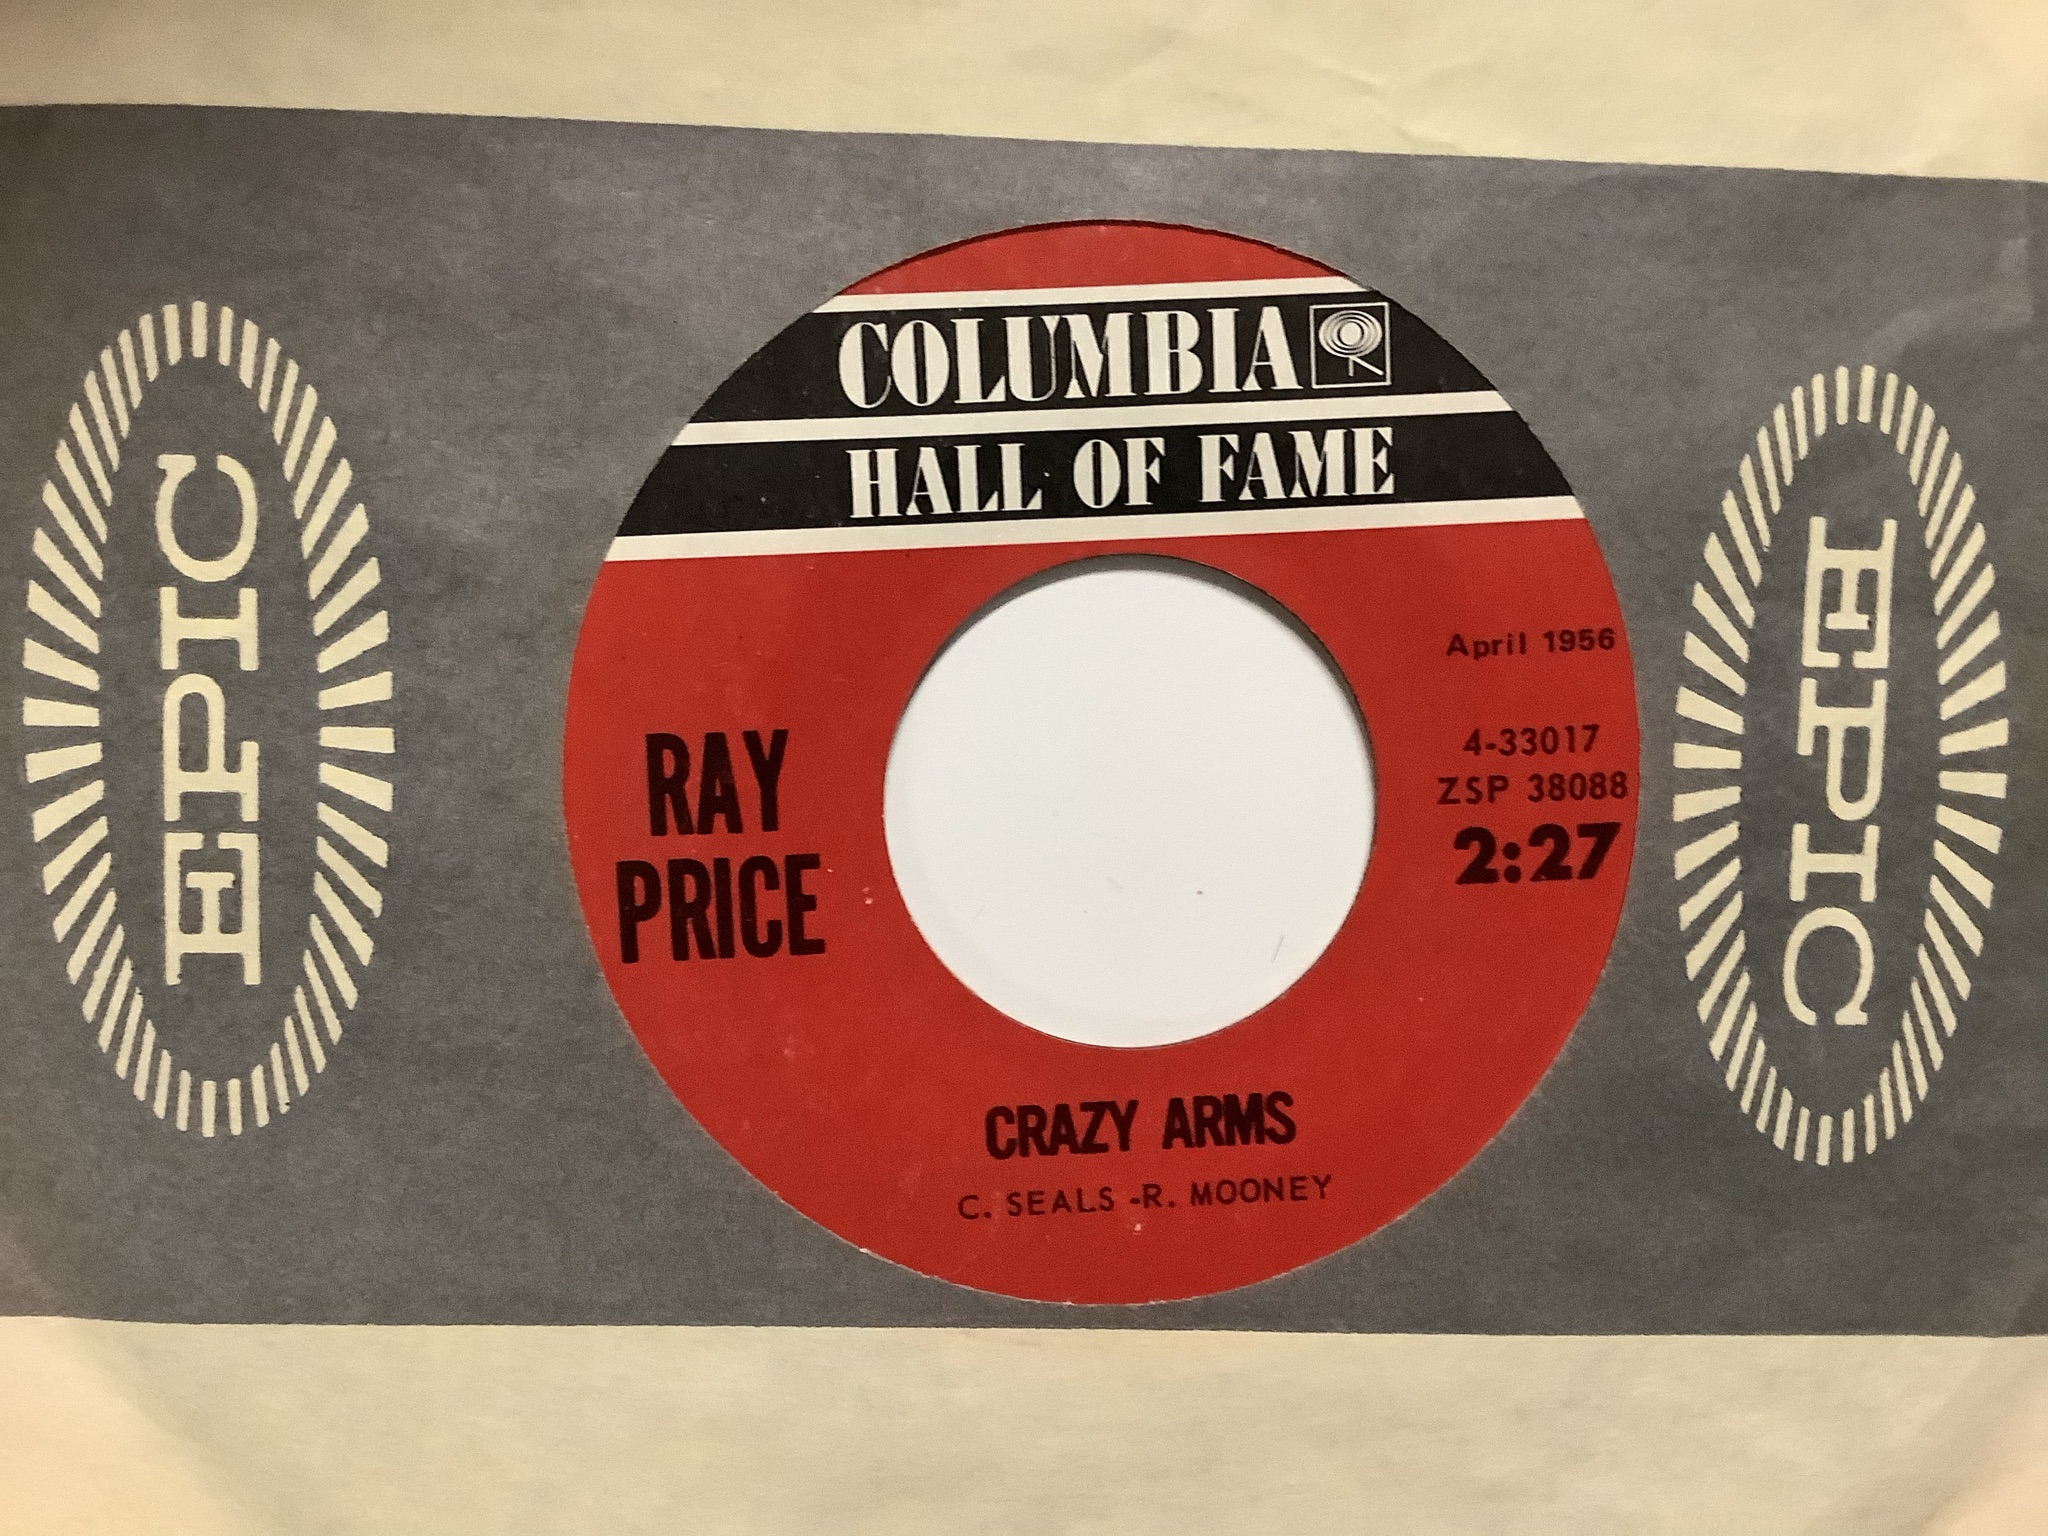 EPIC
COLUMBIA
HALL OF FAME
April 1956
4-33017
ZSP 38088
2:27
RAY
PRICE
CRAZY ARMS
C. SEALS -R. MOONEY
EPIC